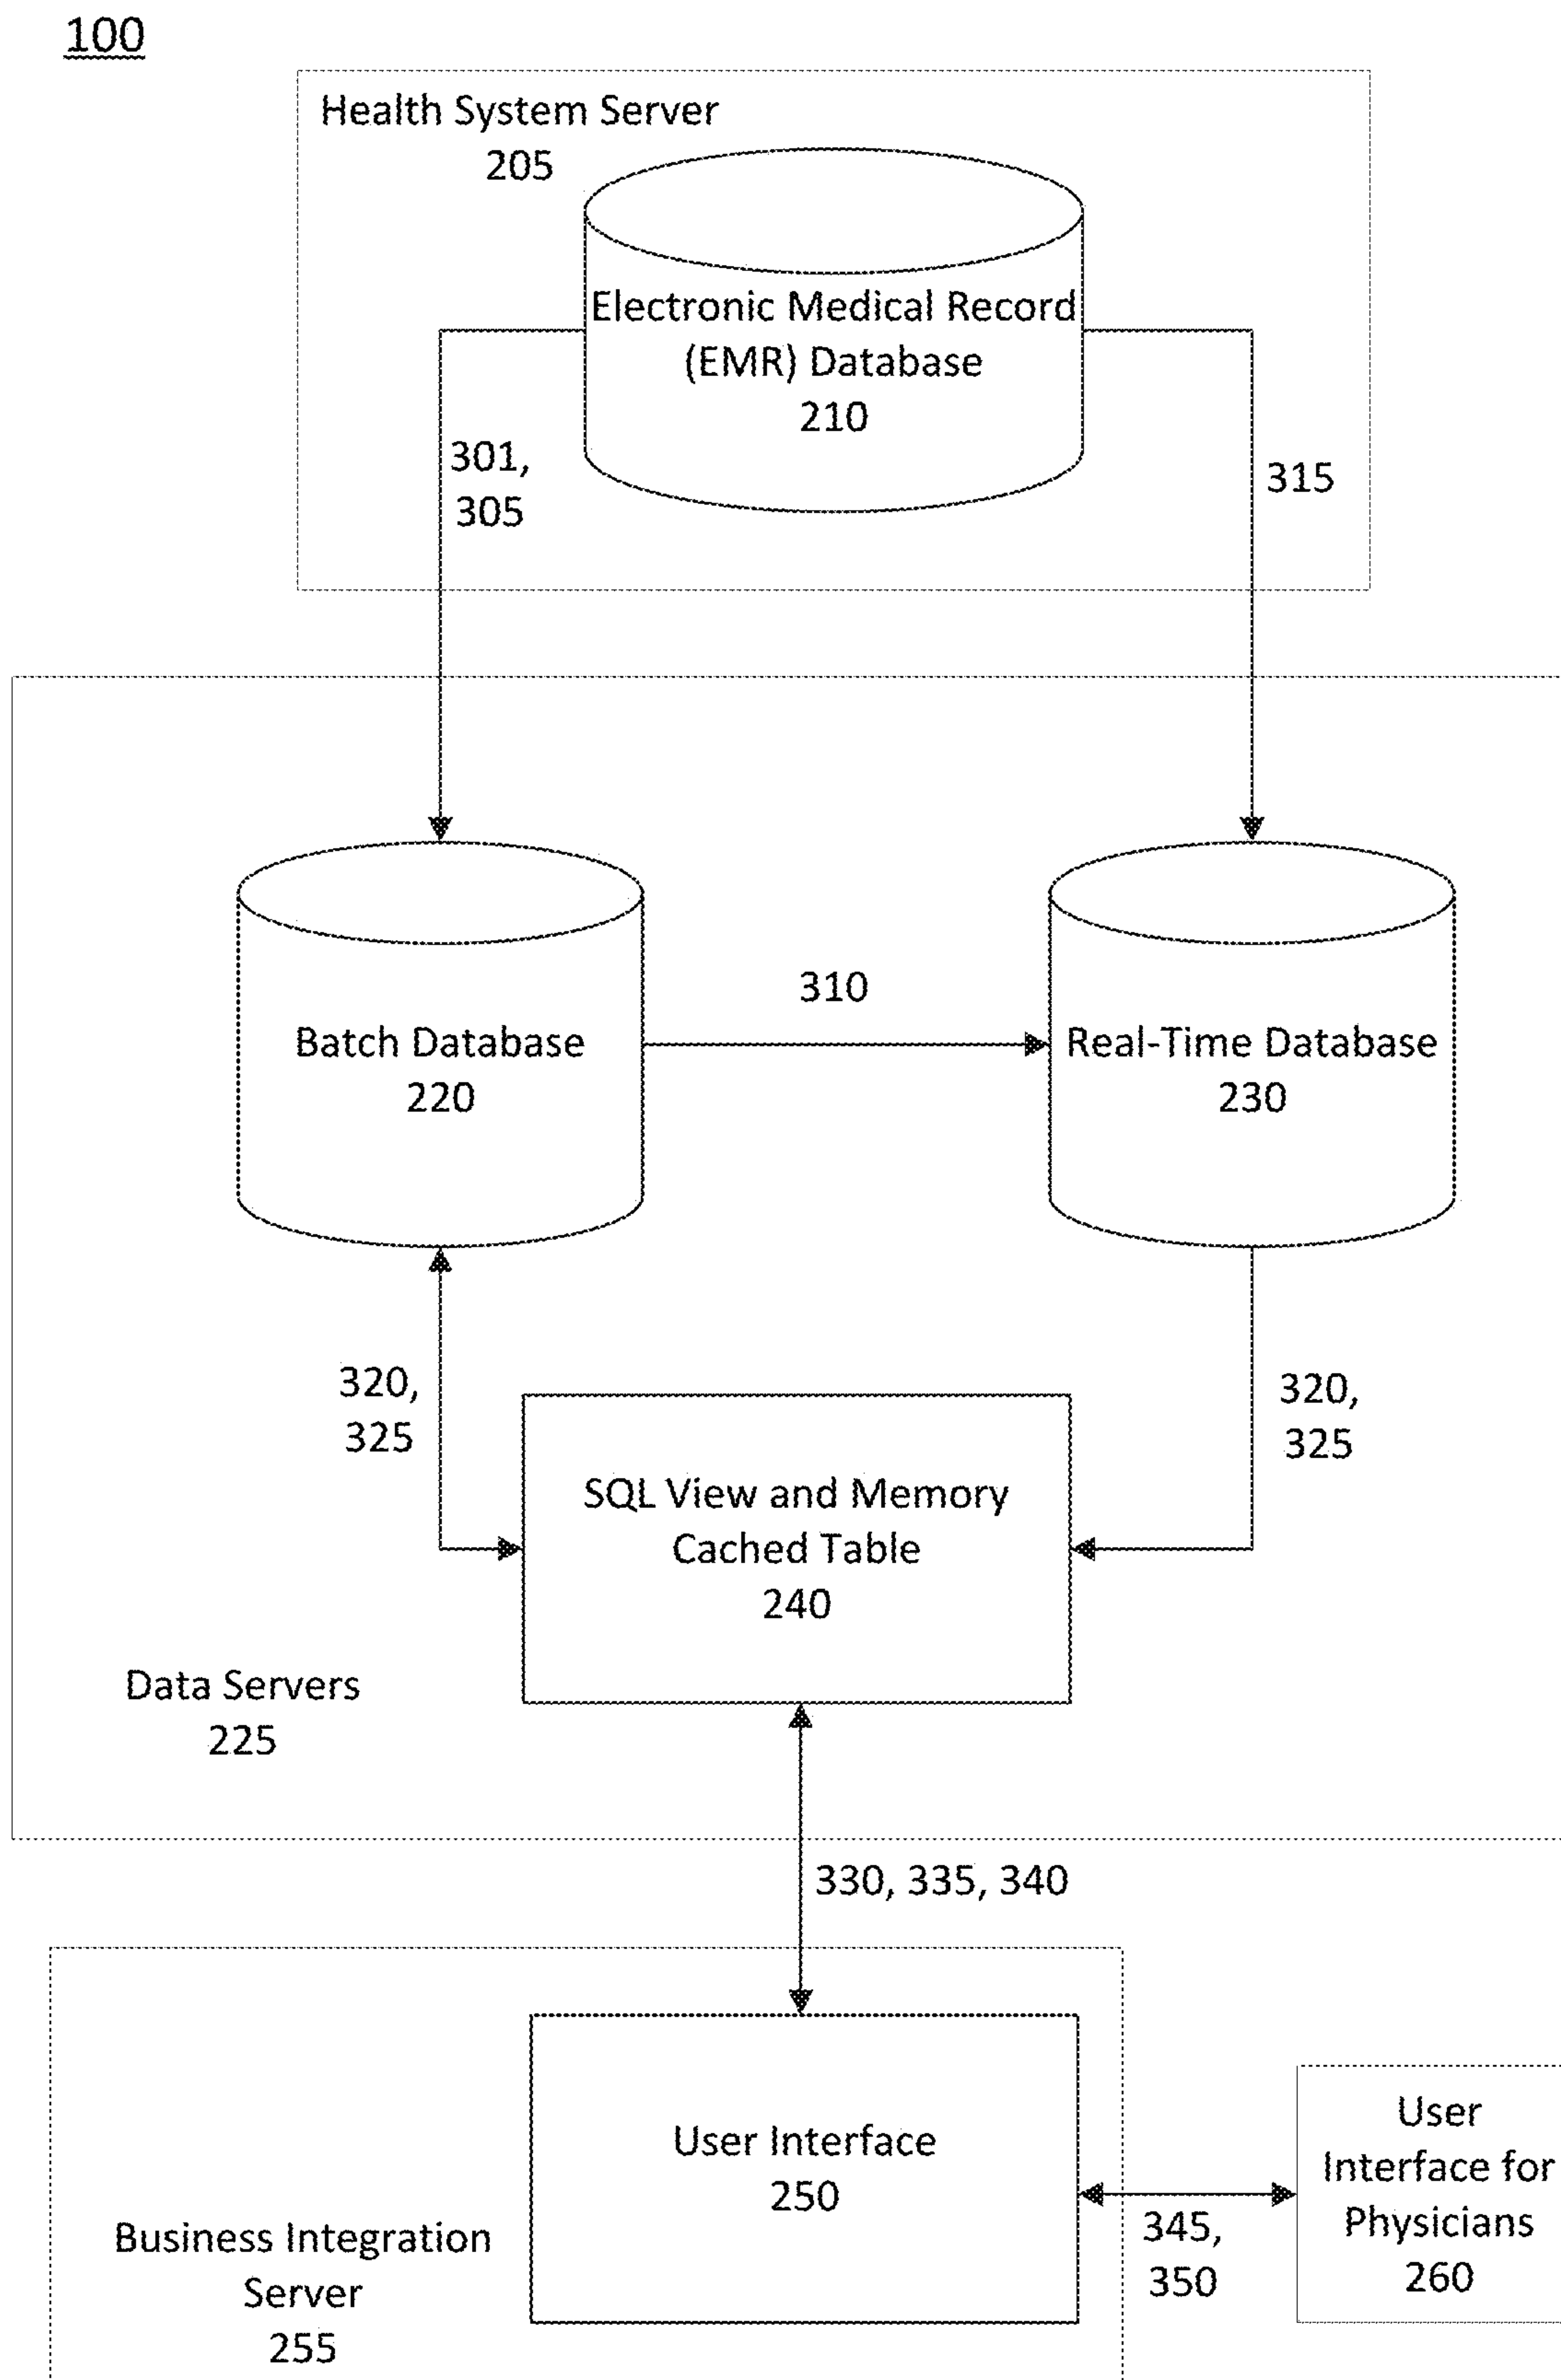 100
Health System Server
205
Electronic Medical Record
(EMR) Database
210
301,
305
315
310
Batch Database
220
Real-Time Database
230
320,
325
320,
325
SQL View and Memory
Cached Table
240
Data Servers
225
330, 335, 340
User Interface
250
User
Interface for
Physicians
260
345,
350
Business Integration
Server
255